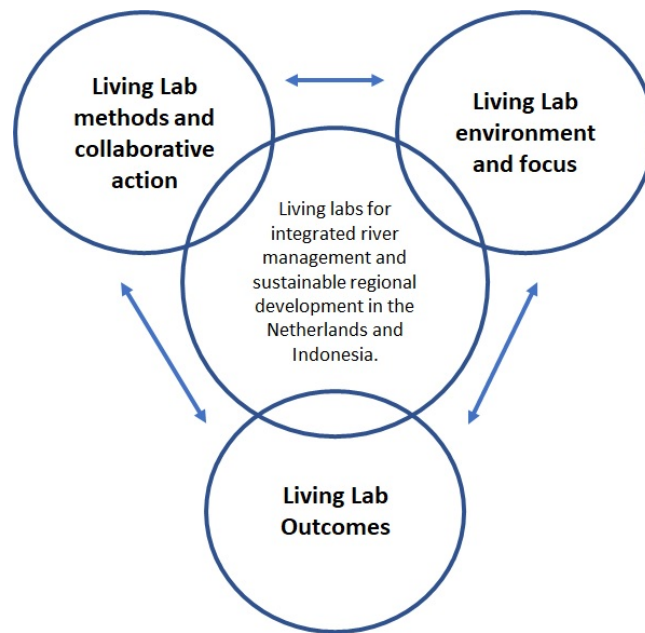 Living Lab
methods and
collaborative
action
Living Lab
environment
and focus
Living labs for
integrated river
management and
sustainable regional
development in the
Netherlands and
Indonesia.
Living Lab
Outcomes